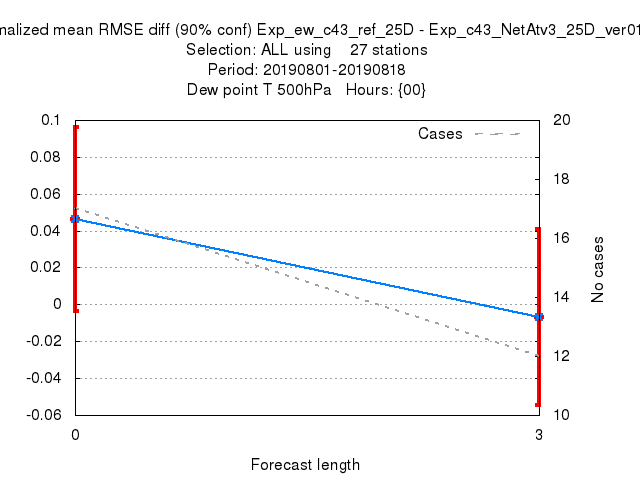 malized mean RMSE diff (90% conf) Exp_ew_c43_ref_25D - Exp_c43_NetAtv3_25D_ver01
Selection: ALL using 27 stations
Period: 20190801-20190818
Dew point T 500hPa Hours: {00}
Cases
0.1
0.08
0.06
0.04
0.02
0
-0.02
-0.04
-0.06
20
18
16
14
12
10
No cases
0
3
Forecast length